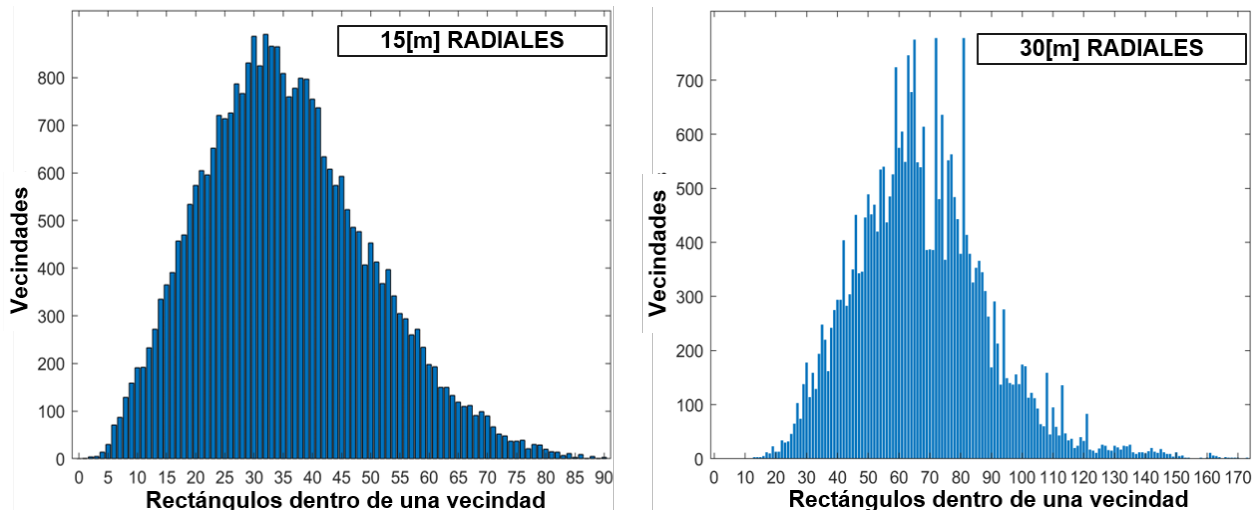 15[m] RADIALES
800
700
600
500
400
300
200
100
0
Vecindades
0 5 10 15 20 25 30 35 40 45 50 55 60 65 70 75 80 85 90
Rectángulos dentro de una vecindad
30[m] RADIALES
700
600
500
400
300
200
100
0
Vecindades
0 10 20 30 40 50 60 70 80 90 100 110 120 130 140 150 160 170
Rectángulos dentro de una vecindad